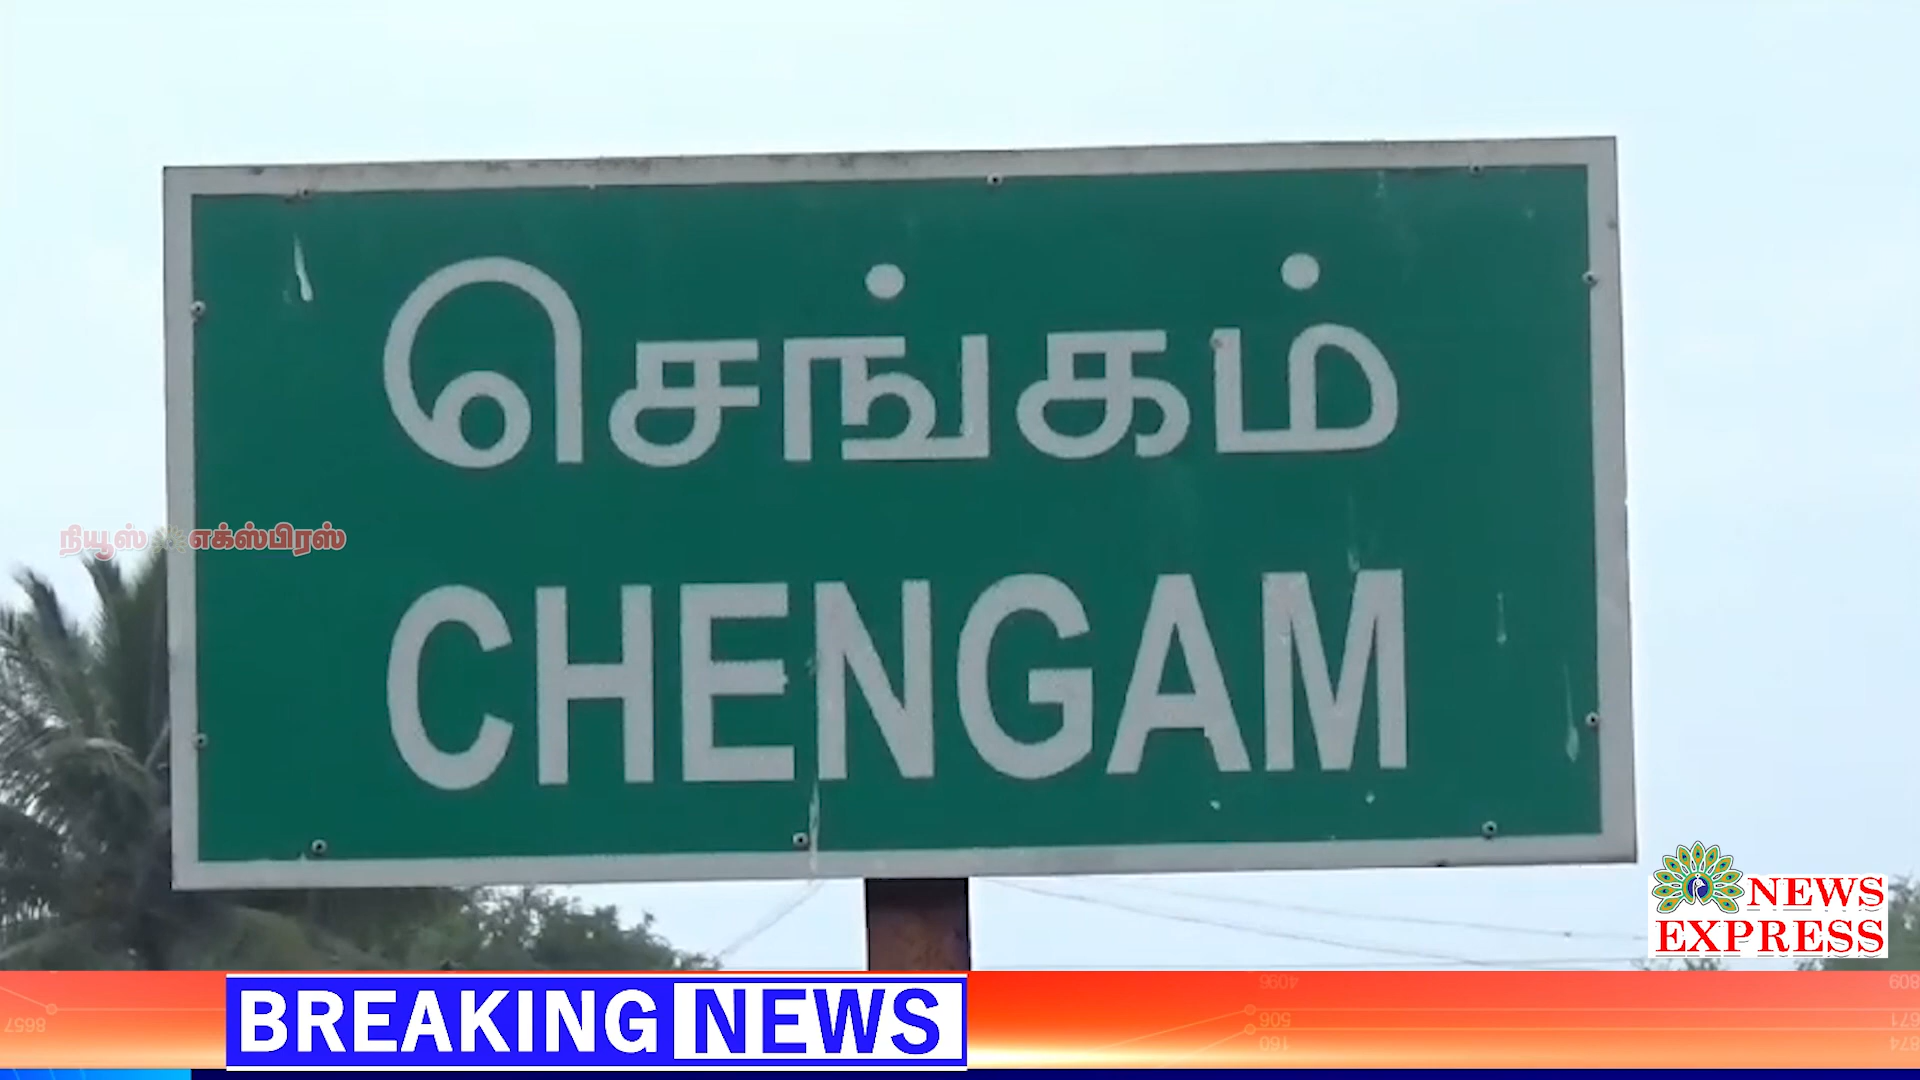 செங்கம்
நியூஸ் எக்ஸ்பிரஸ்
CHENGAM
NEWS
EXPRESS
BREAKING NEWS